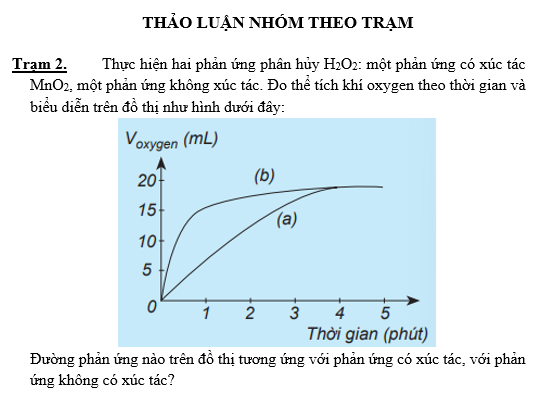 THẢO LUẬN NHÓM THEO TRẠM
Trạm 2. Thực hiện hai phản ứng phân hủy H2O2: một phản ứng có xúc tác
MnO2, một phản ứng không xúc tác. Đo thể tích khí oxygen theo thời gian và
biểu diễn trên đồ thị như hình dưới đây:
Voxygen (mL)
20
15
10
5
0
(b)
(a)
1 2 3 4 5
Thời gian (phút)
Đường phản ứng nào trên đồ thị tương ứng với phản ứng có xúc tác, với phản
ứng không có xúc tác?